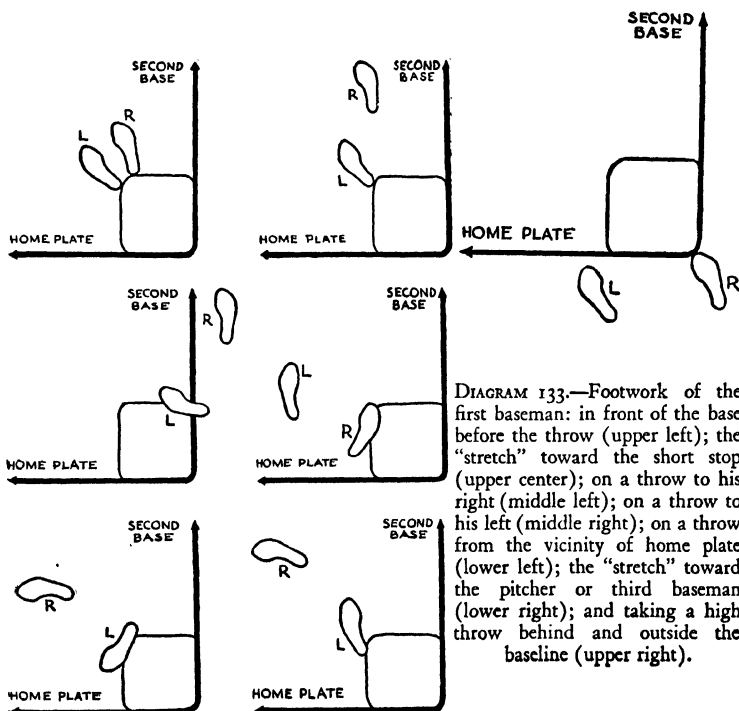 SECOND
BASE
L
R
HOME PLATE
SECOND
BASE
R
L
HOME PLATE
SECOND
BASE
HOME PLATE
L
R
SECOND
BASE
R
L
HOME PLATE
SECOND
BASE
L
R
HOME PLATE
SECOND
BASE
R
L
HOME PLATE
SECOND
BASE
R
L
HOME PLATE
DIAGRAM 133.—Footwork of the
first baseman: in front of the base
before the throw (upper left); the
"stretch" toward the short stop
(upper center); on a throw to his
right (middle left); on a throw to
his left (middle right); on a throw
from the vicinity of home plate
(lower left); the "stretch" toward
the pitcher or third baseman
(lower right); and taking a high
throw behind and outside the
baseline (upper right).